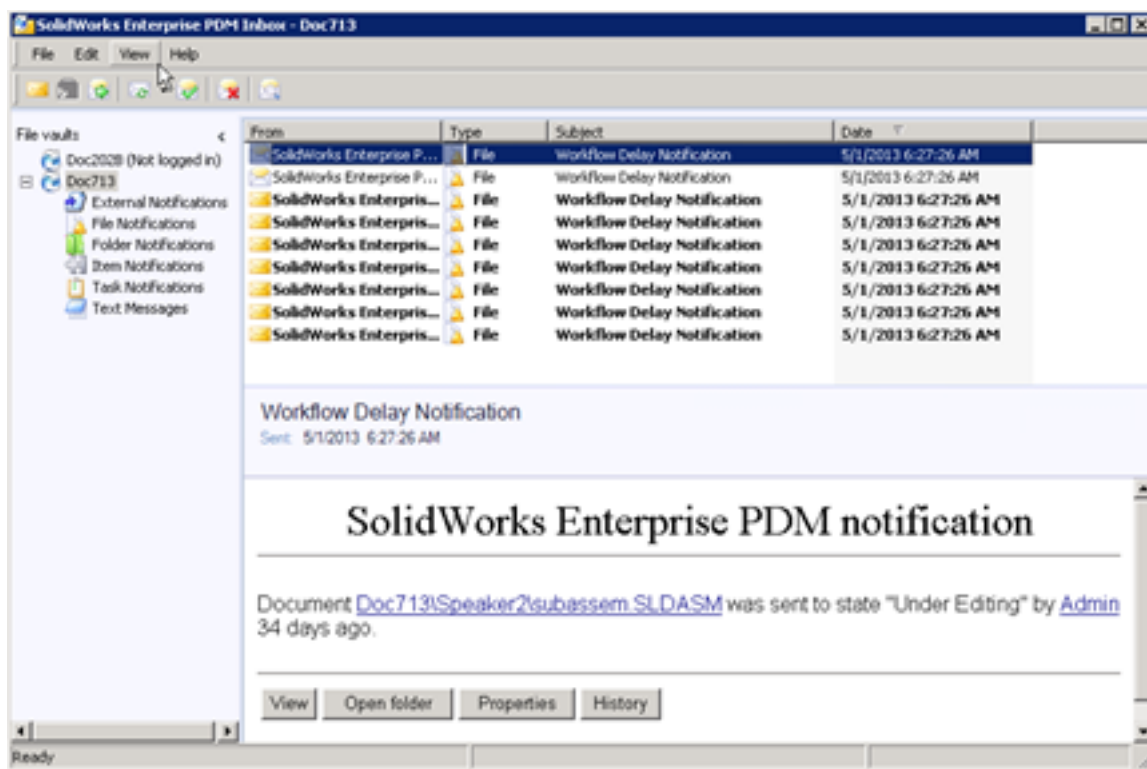 SolidWorks Enterprise PDM Inbox - Doc713
File Edit View Help
File vaults
Doc2028 (Not logged in)
Doc713
External Notifications
File Notifications
Folder Notifications
Item Notifications
Task Notifications
Text Messages
From Type Subject Date
SolidWorks Enterprise P... File Workflow Delay Notification 5/1/2013 6:27:26 AM
SolidWorks Enterprise P... File Workflow Delay Notification 5/1/2013 6:27:26 AM
SolidWorks Enterpris... File Workflow Delay Notification 5/1/2013 6:27:26 AM
SolidWorks Enterpris... File Workflow Delay Notification 5/1/2013 6:27:26 AM
SolidWorks Enterpris... File Workflow Delay Notification 5/1/2013 6:27:26 AM
SolidWorks Enterpris... File Workflow Delay Notification 5/1/2013 6:27:26 AM
SolidWorks Enterpris... File Workflow Delay Notification 5/1/2013 6:27:26 AM
SolidWorks Enterpris... File Workflow Delay Notification 5/1/2013 6:27:26 AM
SolidWorks Enterpris... File Workflow Delay Notification 5/1/2013 6:27:26 AM
Workflow Delay Notification
Sent: 5/1/2013 6:27:26 AM
SolidWorks Enterprise PDM notification
Document Doc713\Speaker2\subassem.SLDASM was sent to state "Under Editing" by Admin
34 days ago.
View Open folder Properties History
Ready